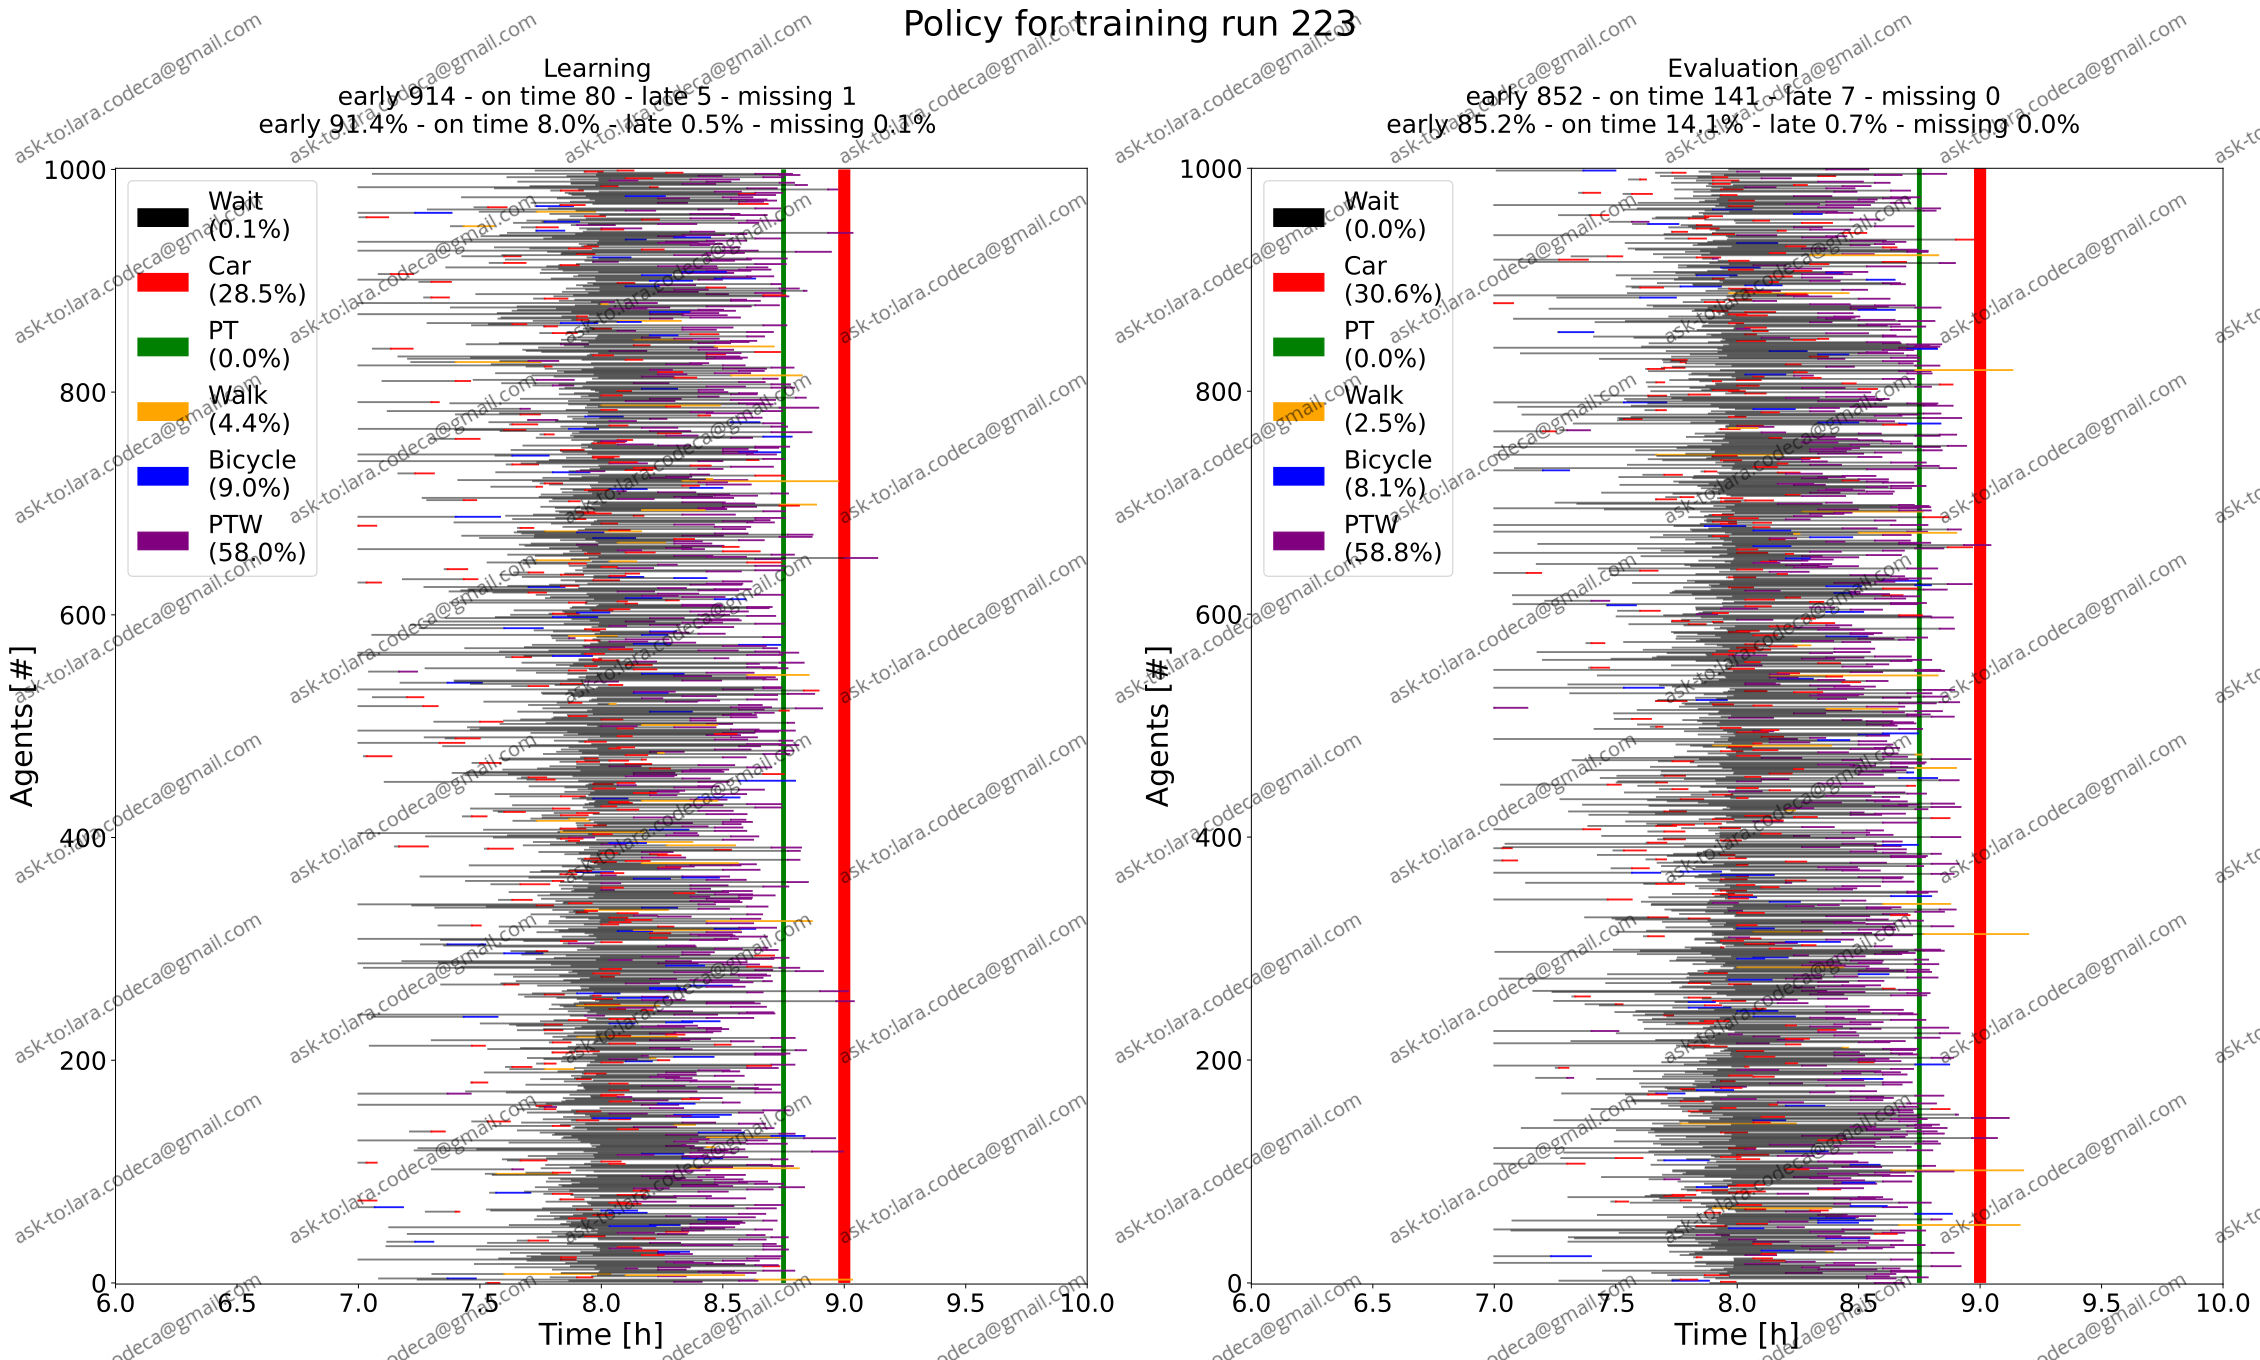 Policy for training run 223
Learning
early 914 - on time 80 - late 5 - missing 1
early 91.4% - on time 8.0% - late 0.5% - missing 0.1%
1000
800
600
400
200
0
Agents [#]
Wait
(0.1%)
Car
(28.5%)
PT
(0.0%)
Walk
(4.4%)
Bicycle
(9.0%)
PTW
(58.0%)
6.0 6.5 7.0 7.5 8.0 8.5 9.0 9.5 10.0
Time [h]
Evaluation
early 852 - on time 141 - late 7 - missing 0
early 85.2% - on time 14.1% - late 0.7% - missing 0.0%
1000
800
600
400
200
0
Agents [#]
Wait
(0.0%)
Car
(30.6%)
PT
(0.0%)
Walk
(2.5%)
Bicycle
(8.1%)
PTW
(58.8%)
6.0 6.5 7.0 7.5 8.0 8.5 9.0 9.5 10.0
Time [h]
ask-to:lara.codeca@gmail.com